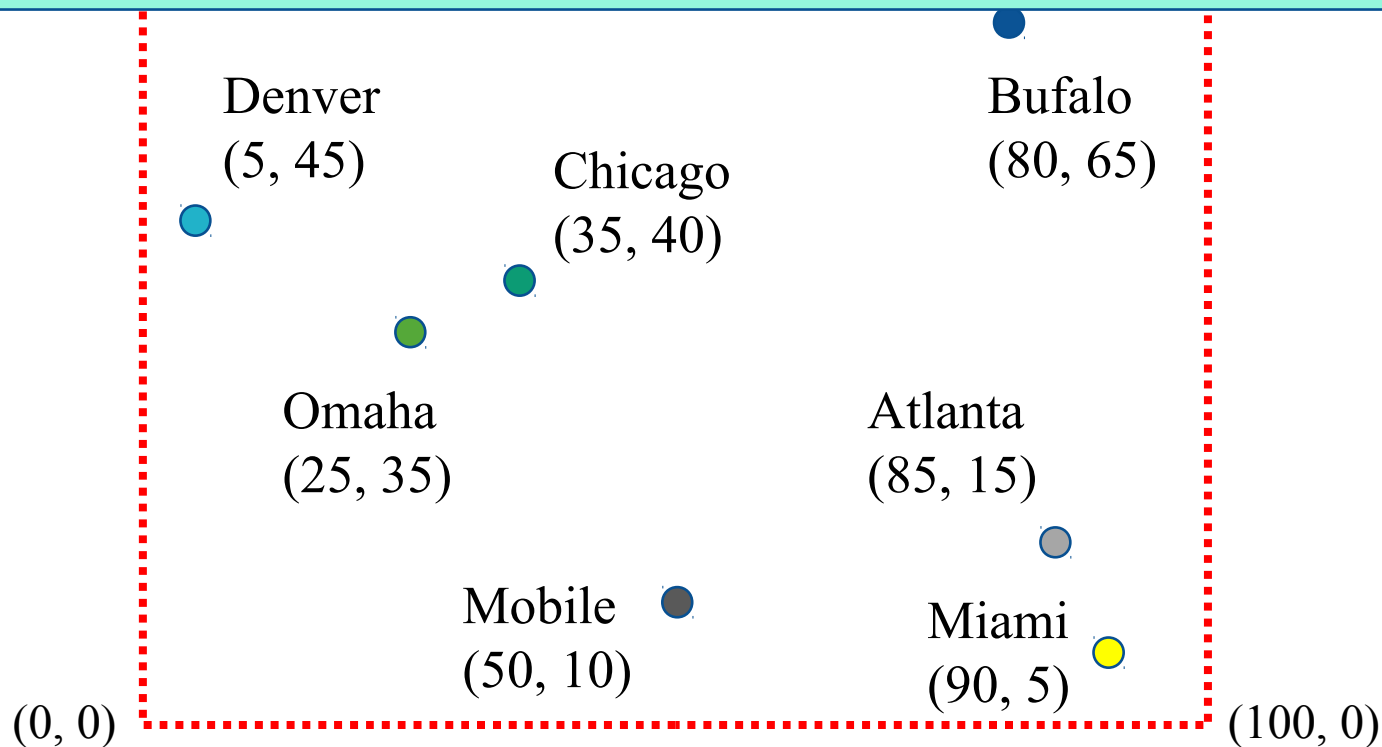 Denver
(5, 45)
Bufalo
(80, 65)
Chicago
(35, 40)
Omaha
(25, 35)
Atlanta
(85, 15)
Mobile
(50, 10)
Miami
(90, 5)
(0, 0)
(100, 0)